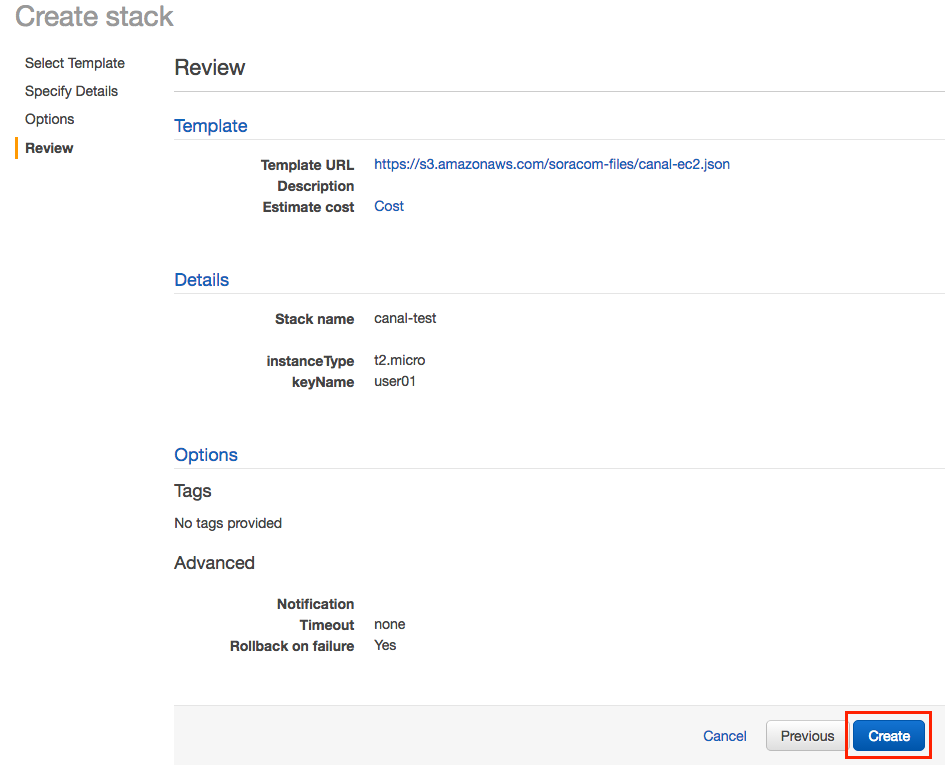 Create stack
Select Template
Specify Details
Options
Review
Review
Template
Template URL https://s3.amazonaws.com/soracom-files/canal-ec2.json
Description
Estimate cost Cost
Details
Stack name canal-test
instanceType t2.micro
keyName user01
Options
Tags
No tags provided
Advanced
Notification
Timeout none
Rollback on failure Yes
Cancel Previous Create